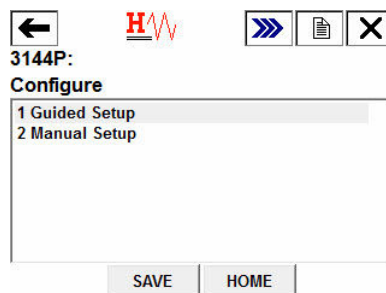 H
3144P:
Configure
1 Guided Setup
2 Manual Setup
SAVE HOME